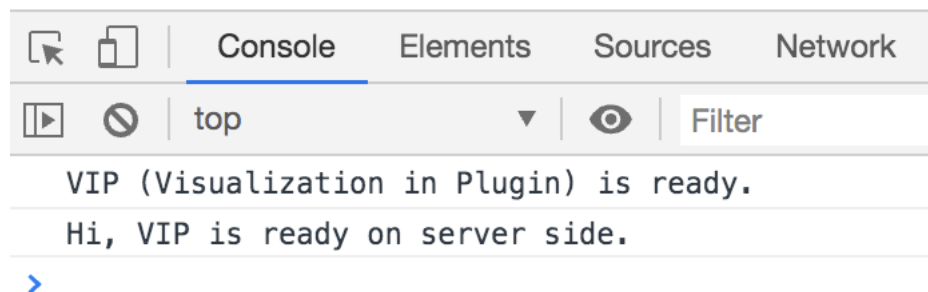 Console Elements Sources Network
top Filter
VIP (Visualization in Plugin) is ready.
Hi, VIP is ready on server side.